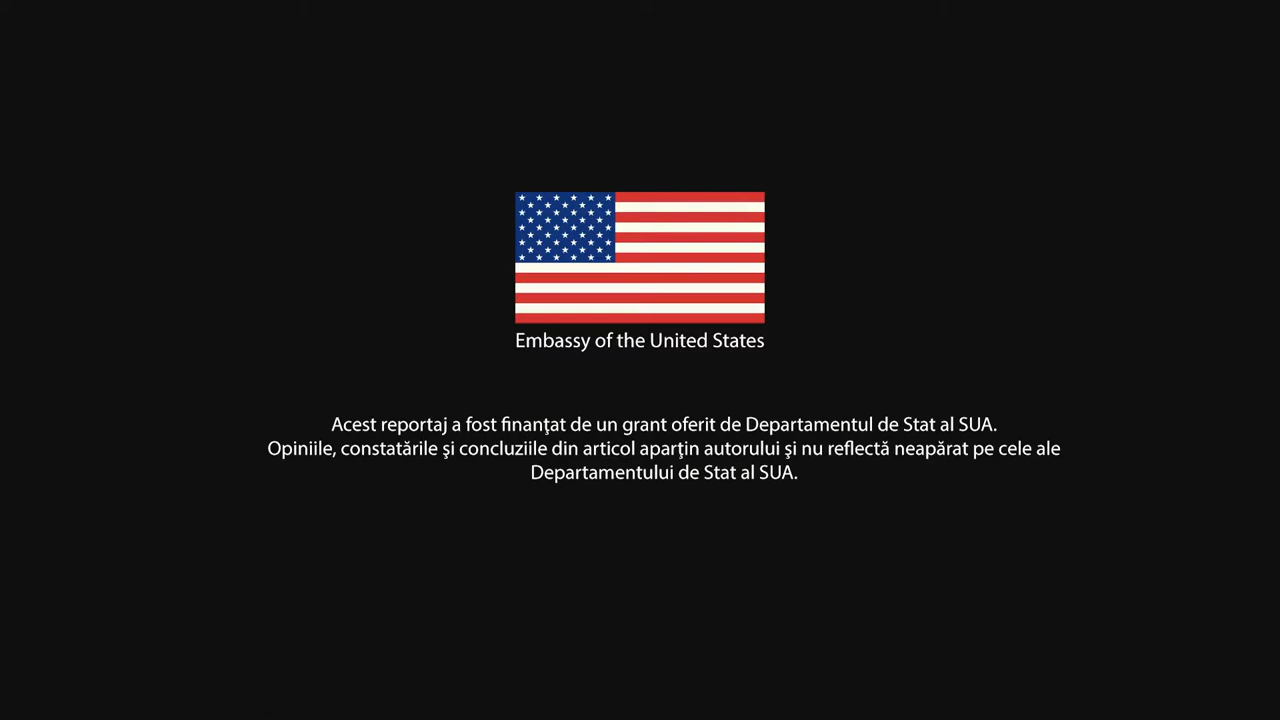 Embassy of the United States
Acest reportaj a fost finanţat de un grant oferit de Departamentul de Stat al SUA.
Opiniile, constatările şi concluziile din articol aparţin autorului şi nu reflectă neapărat pe cele ale
Departamentului de Stat al SUA.